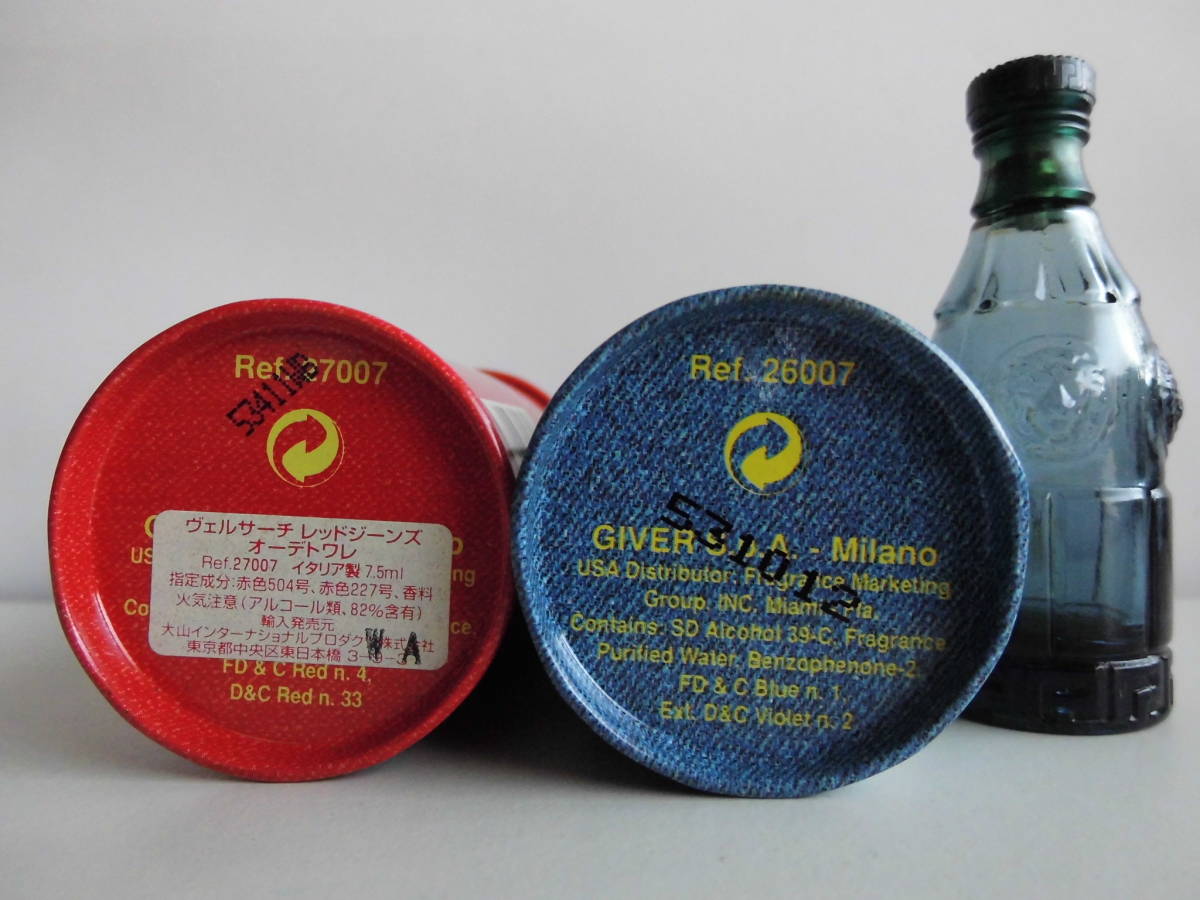 Ref. 27007
ヴェルサーチ レッドジーンズ
オーデトワレ
Ref.27007 イタリア製 7.5ml
指定成分:赤色504号、赤色227号、香料
火気注意(アルコール類、82%含有)
輸入発売元
大山インターナショナルプロダク 株式会社
東京都中央区東日本橋
W A
FD & C Red n. 4,
D&C Red n. 33
Ref. 26007
531012
GIVER S.p.A. - Milano
USA Distributor: Fragrance Marketing
Group. INC. Miami Fla.
Contains: SD Alcohol 39-C, Fragrance
Purified Water, Benzophenone-2,
FD & C Blue n. 1,
Ext. D&C Violet n. 2